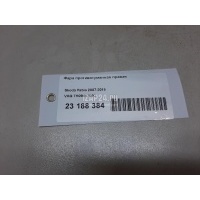 Фара противотуманная правая
Skoda Fabia 2007-2015
23 168 384